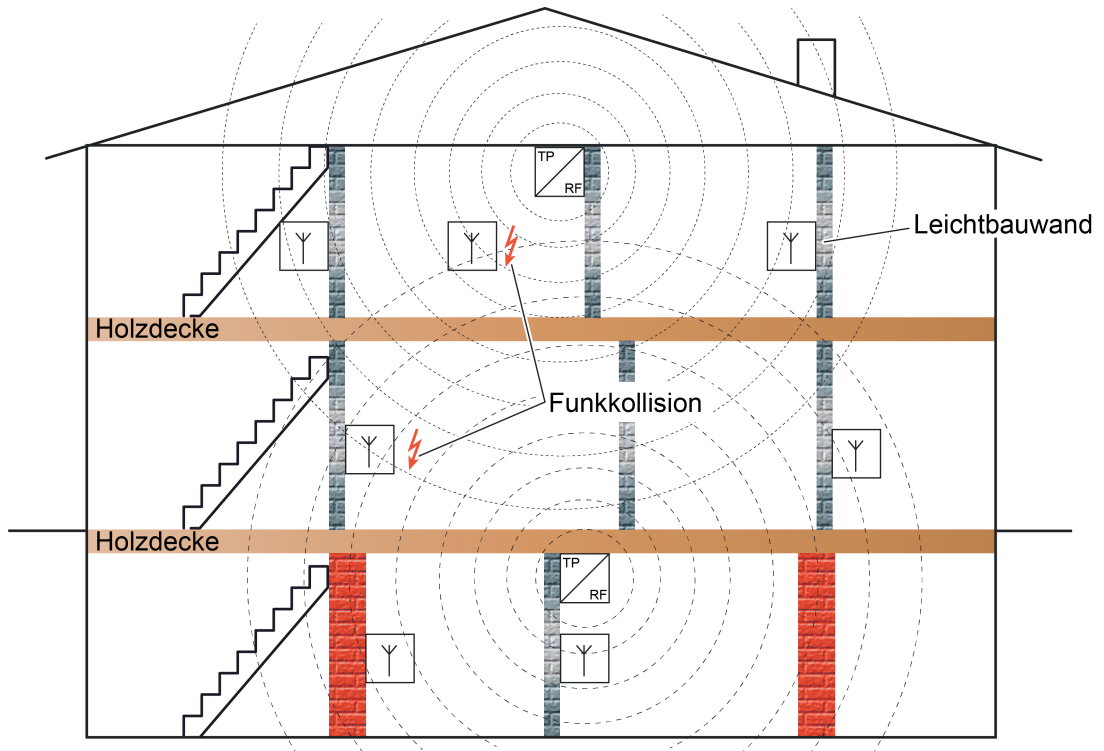 TP
RF
Leichtbauwand
Holzdecke
Funkkollision
Holzdecke
TP
RF